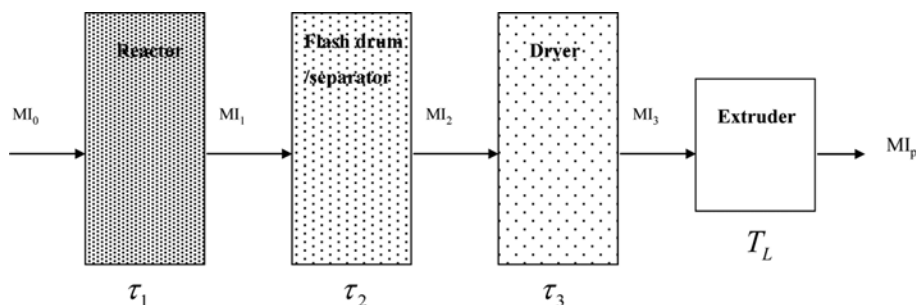 Reactor
Flash drum
/separator
Dryer
Extruder
MI₀
MI₁
MI₂
MI₃
MIₚ
τ₁
τ₂
τ₃
T_L